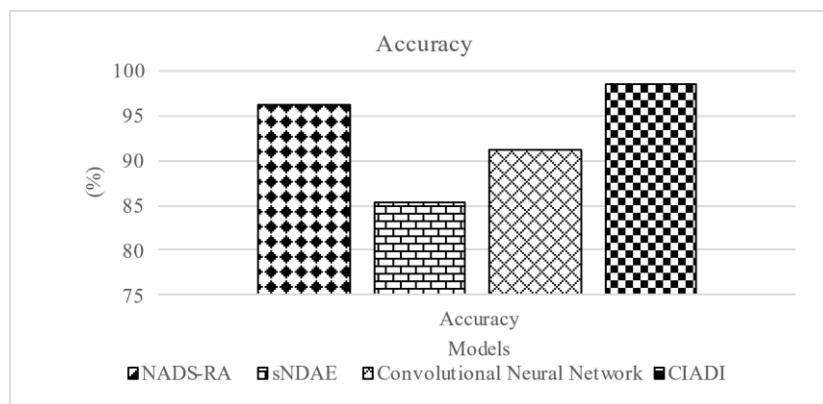 Accuracy
100
95
90
85
80
75
(%)
Accuracy
Models
NADS-RA sNDAE Convolutional Neural Network CIADI